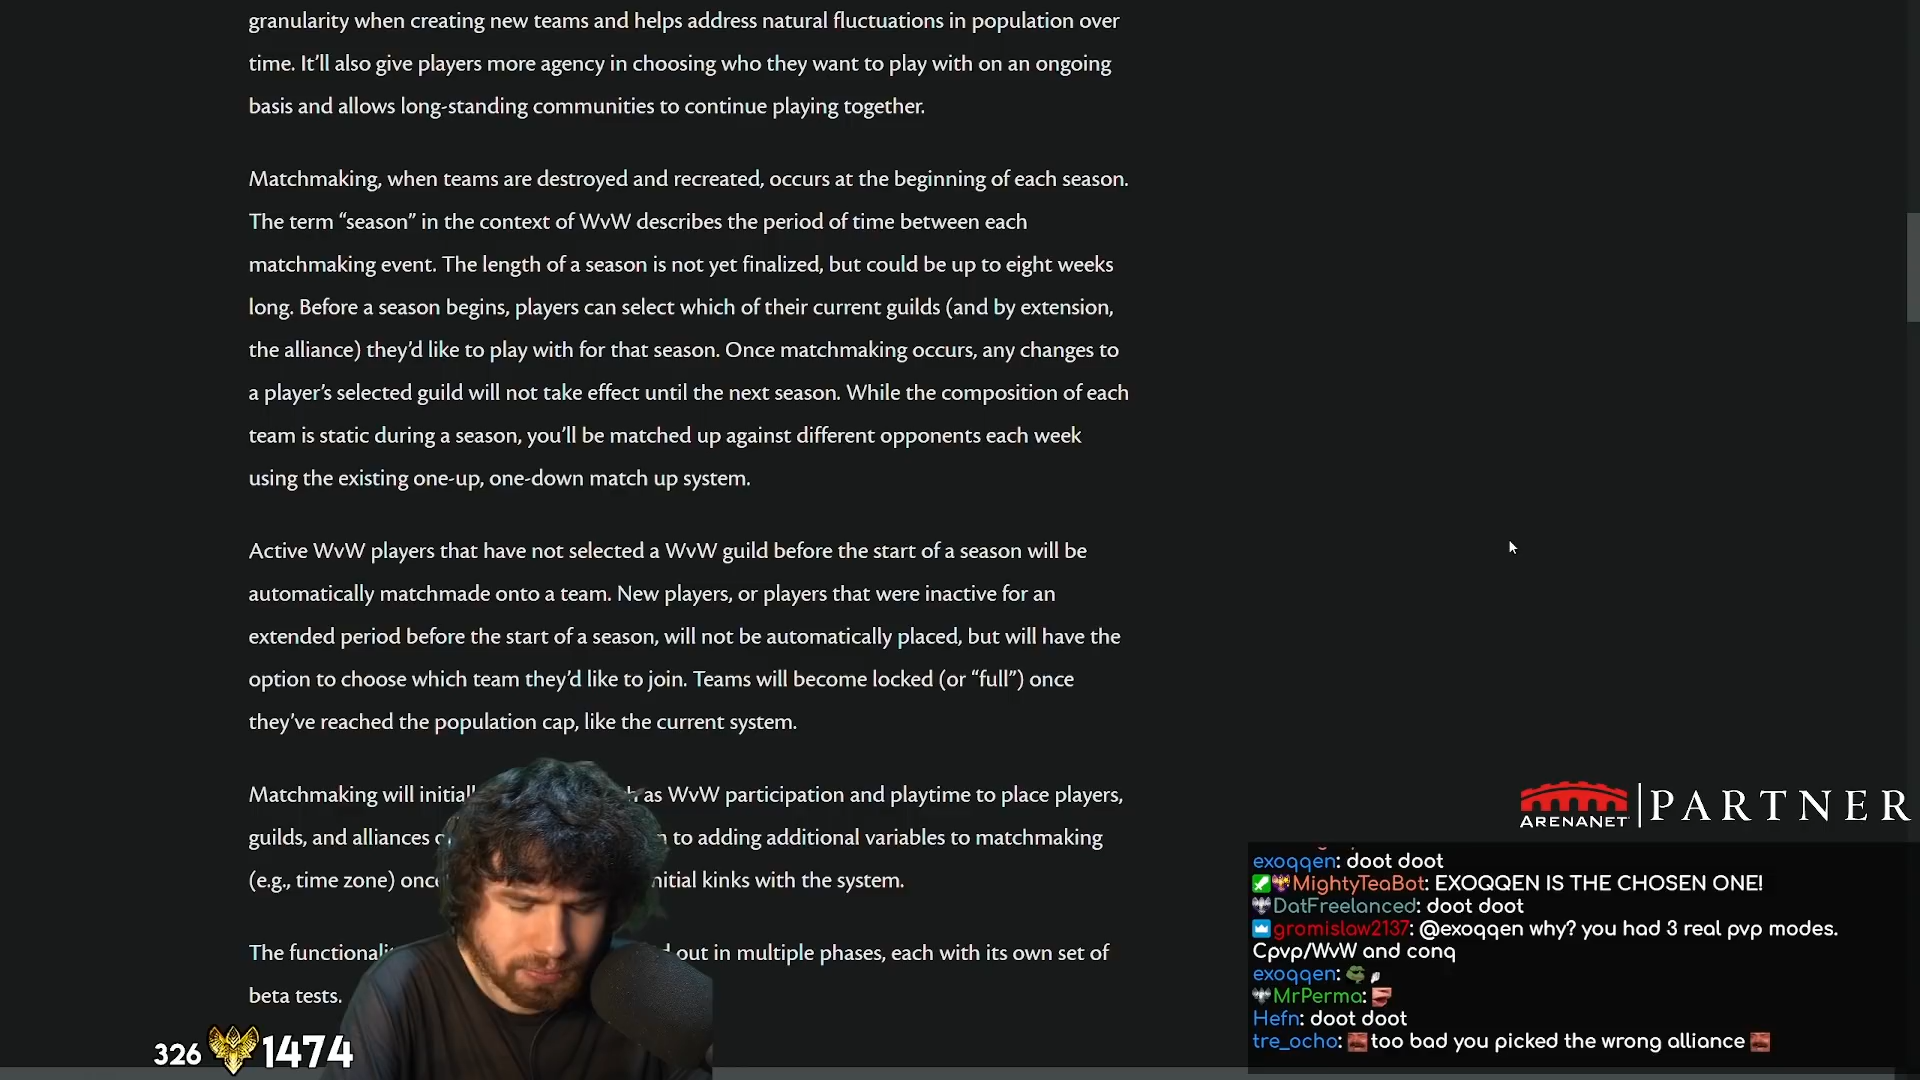 granularity when creating new teams and helps address natural fluctuations in population over
time. It’ll also give players more agency in choosing who they want to play with on an ongoing
basis and allows long-standing communities to continue playing together.
Matchmaking, when teams are destroyed and recreated, occurs at the beginning of each season.
The term “season” in the context of WvW describes the period of time between each
matchmaking event. The length of a season is not yet finalized, but could be up to eight weeks
long. Before a season begins, players can select which of their current guilds (and by extension,
the alliance) they’d like to play with for that season. Once matchmaking occurs, any changes to
a player’s selected guild will not take effect until the next season. While the composition of each
team is static during a season, you’ll be matched up against different opponents each week
using the existing one-up, one-down match up system.
Active WvW players that have not selected a WvW guild before the start of a season will be
automatically matchmade onto a team. New players, or players that were inactive for an
extended period before the start of a season, will not be automatically placed, but will have the
option to choose which team they’d like to join. Teams will become locked (or “full”) once
they’ve reached the population cap, like the current system.
Matchmaking will as WvW participation and playtime to place players,
guilds, and alliances to adding additional variables to matchmaking
(e.g., time zone) once initial kinks with the system.
The out in multiple phases, each with its own set of
beta tests.
326 1474
ARENANET PARTNER
exoqqen: doot doot
MightyTeaBot: EXOQQEN IS THE CHOSEN ONE!
DatFreelanced: doot doot
gromislaw2137: @exoqqen why? you had 3 real pvp modes.
Cpvp/WvW and conq
exoqqen:
MrPerma:
Hefn: doot doot
tre_ocho: too bad you picked the wrong alliance